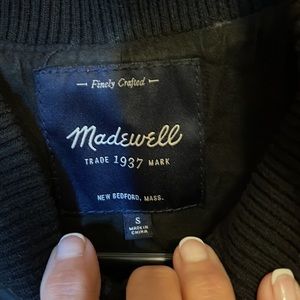 Finely Crafted
Madewell
TRADE 1937 MARK
NEW BEDFORD, MASS.
S
MADE IN
CHINA